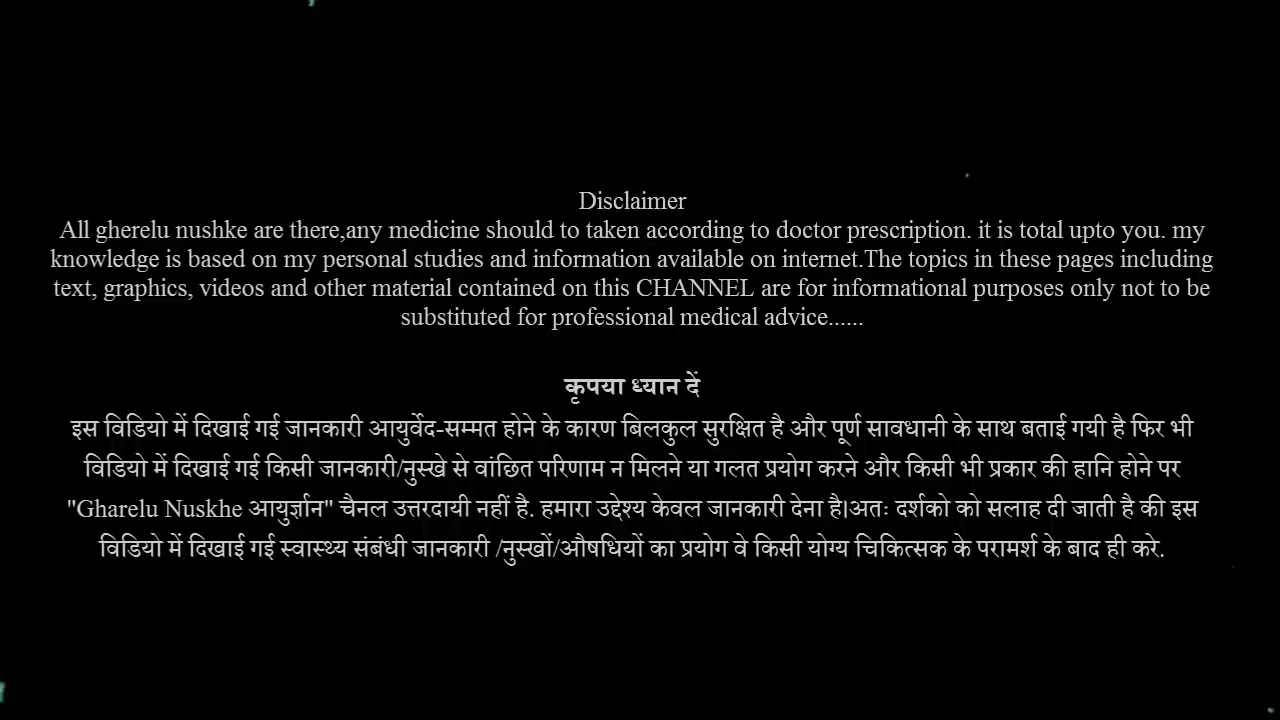 Disclaimer
All gherelu nushke are there,any medicine should to taken according to doctor prescription. it is total upto you. my
knowledge is based on my personal studies and information available on internet.The topics in these pages including
text, graphics, videos and other material contained on this CHANNEL are for informational purposes only not to be
substituted for professional medical advice......
कृपया ध्यान दें
इस विडियो में दिखाई गई जानकारी आयुर्वेद-सम्मत होने के कारण बिलकुल सुरक्षित है और पूर्ण सावधानी के साथ बताई गयी है फिर भी
विडियो में दिखाई गई किसी जानकारी/नुस्खे से वांछित परिणाम न मिलने या गलत प्रयोग करने और किसी भी प्रकार की हानि होने पर
"Gharelu Nuskhe आयुर्ज्ञान" चैनल उत्तरदायी नहीं है. हमारा उद्देश्य केवल जानकारी देना है।अतः दर्शको को सलाह दी जाती है की इस
विडियो में दिखाई गई स्वास्थ्य संबंधी जानकारी /नुस्खों/औषधियों का प्रयोग वे किसी योग्य चिकित्सक के परामर्श के बाद ही करे.